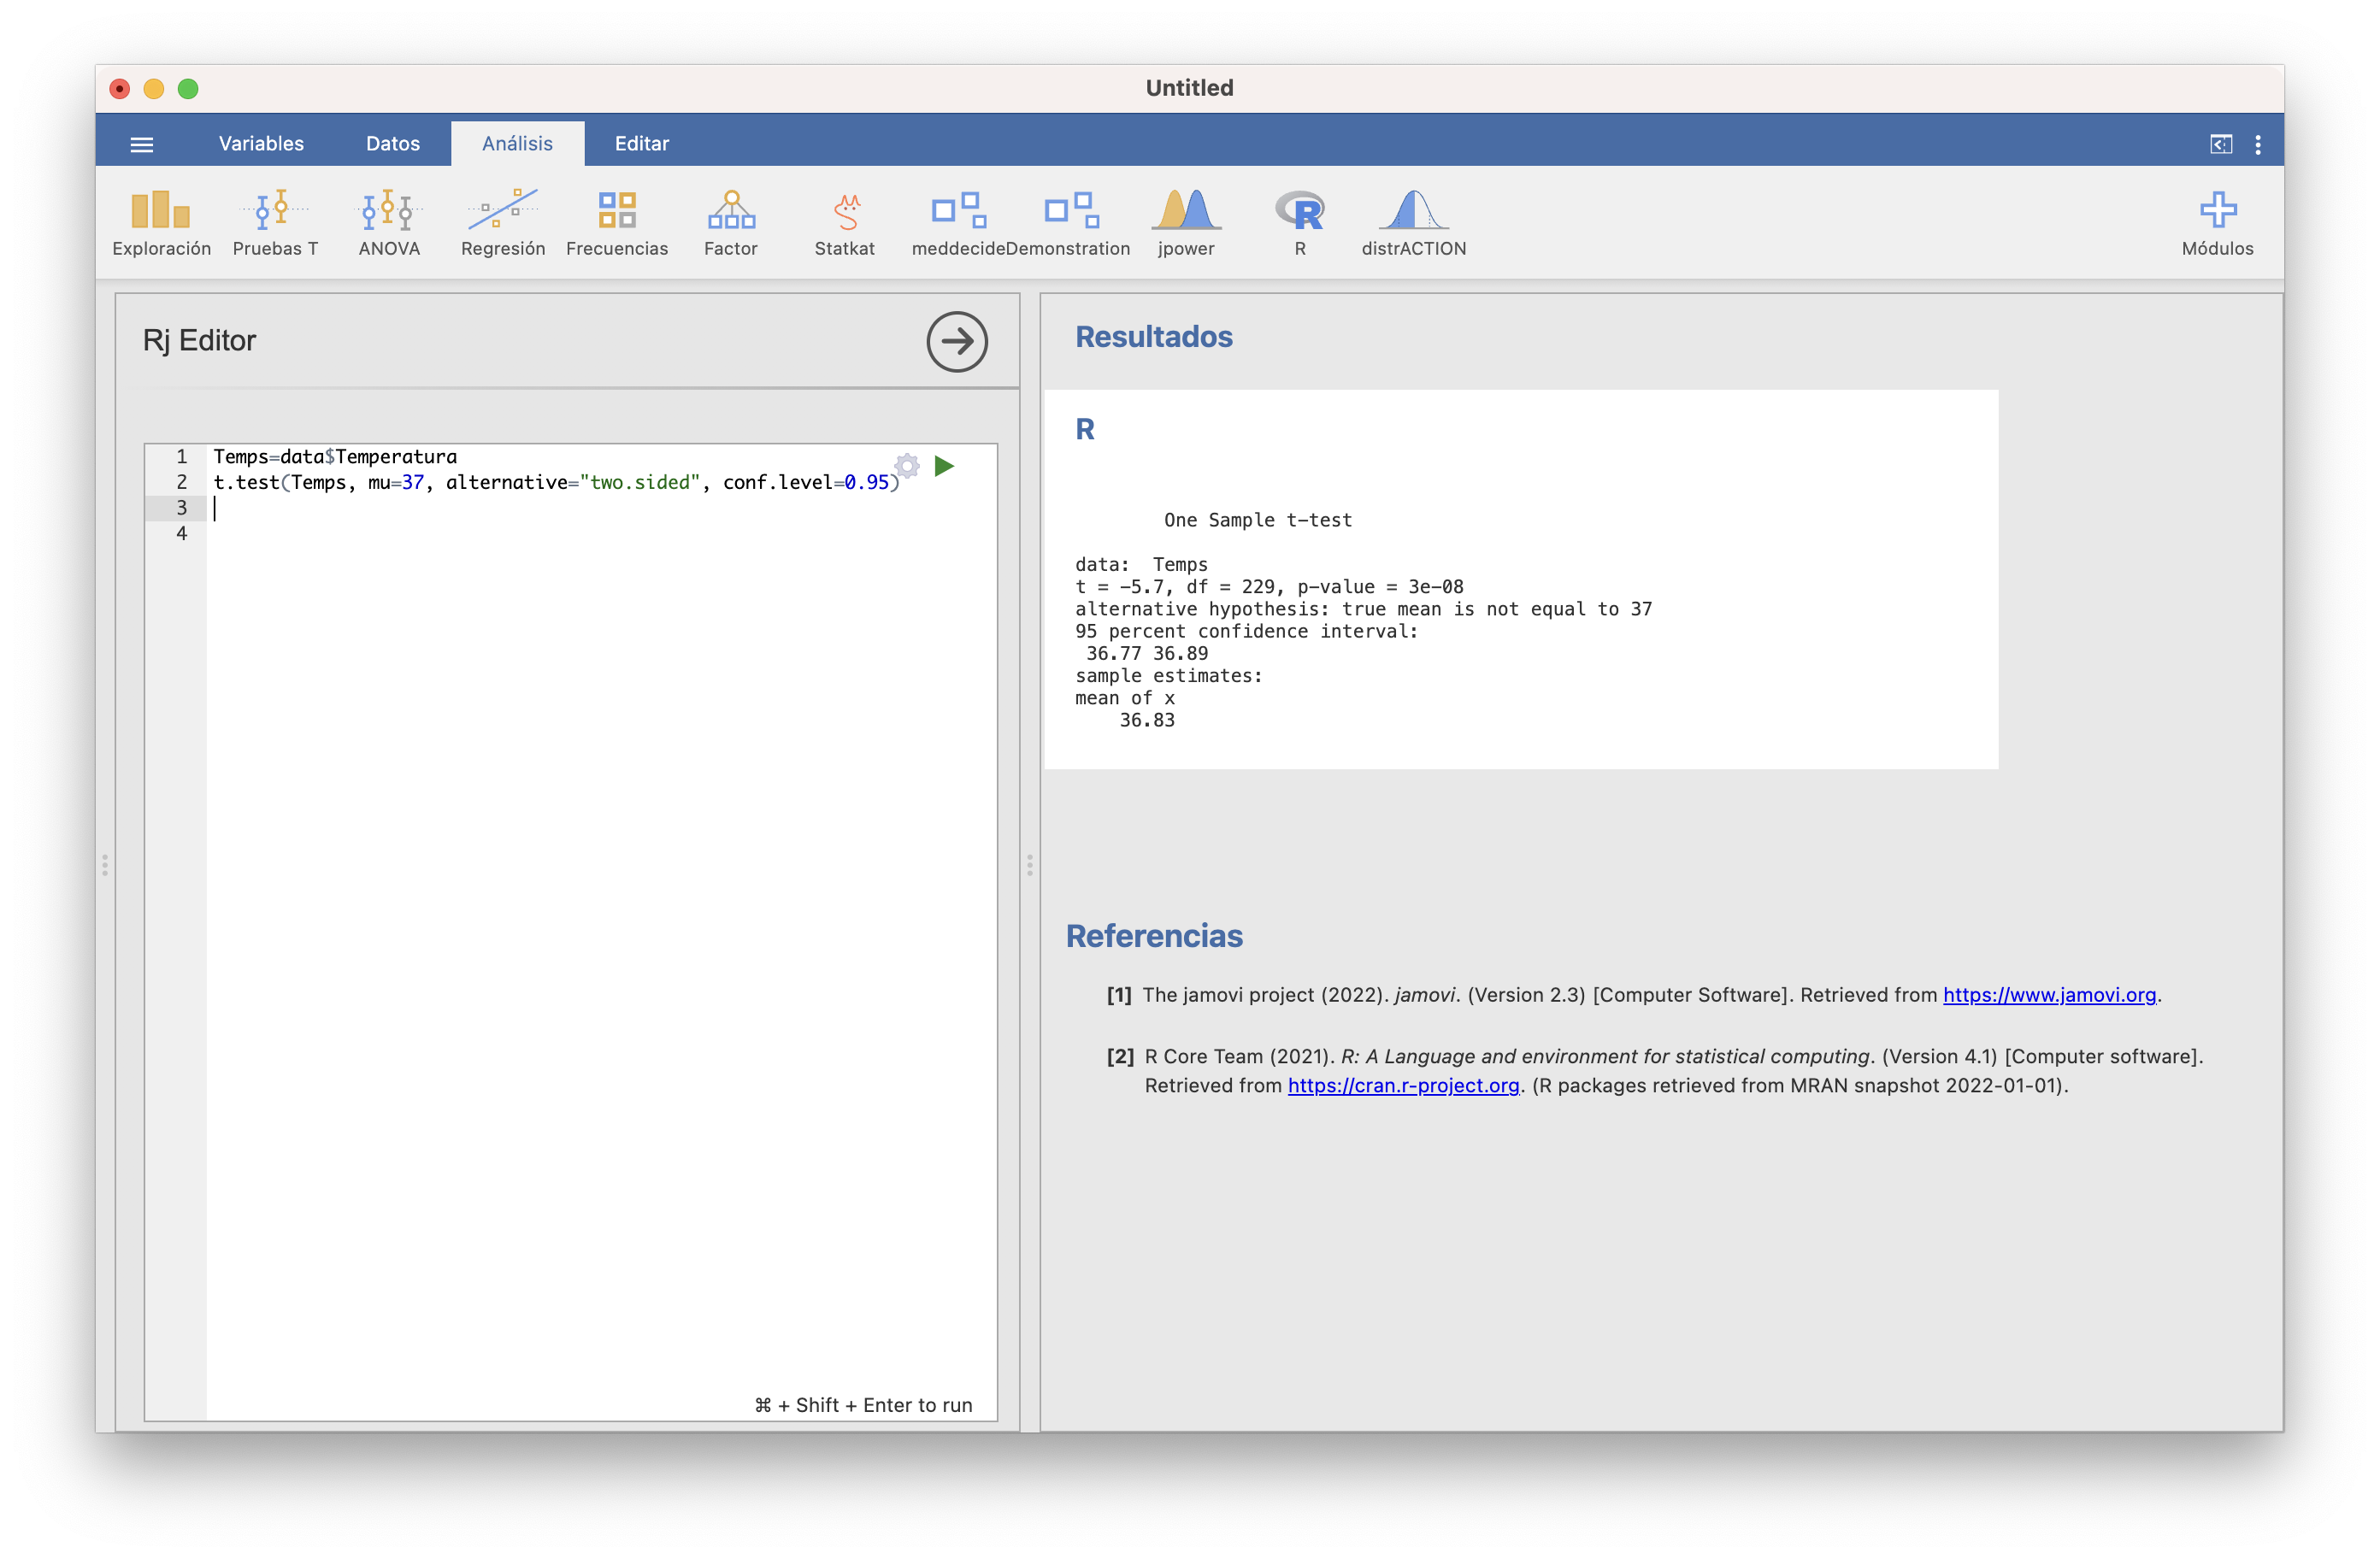 Untitled
Variables Datos Análisis Editar
Exploración Pruebas T ANOVA Regresión Frecuencias Factor Statkat meddecide Demonstration jpower R distrACTION Módulos
Rj Editor
1 Temps=data$Temperatura
2 t.test(Temps, mu=37, alternative="two.sided", conf.level=0.95)
3
4
⌘ + Shift + Enter to run
Resultados
R
One Sample t-test
data:  Temps
t = -5.7, df = 229, p-value = 3e-08
alternative hypothesis: true mean is not equal to 37
95 percent confidence interval:
36.77 36.89
sample estimates:
mean of x
36.83
Referencias
[1] The jamovi project (2022). jamovi. (Version 2.3) [Computer Software]. Retrieved from https://www.jamovi.org.
[2] R Core Team (2021). R: A Language and environment for statistical computing. (Version 4.1) [Computer software].
Retrieved from https://cran.r-project.org. (R packages retrieved from MRAN snapshot 2022-01-01).